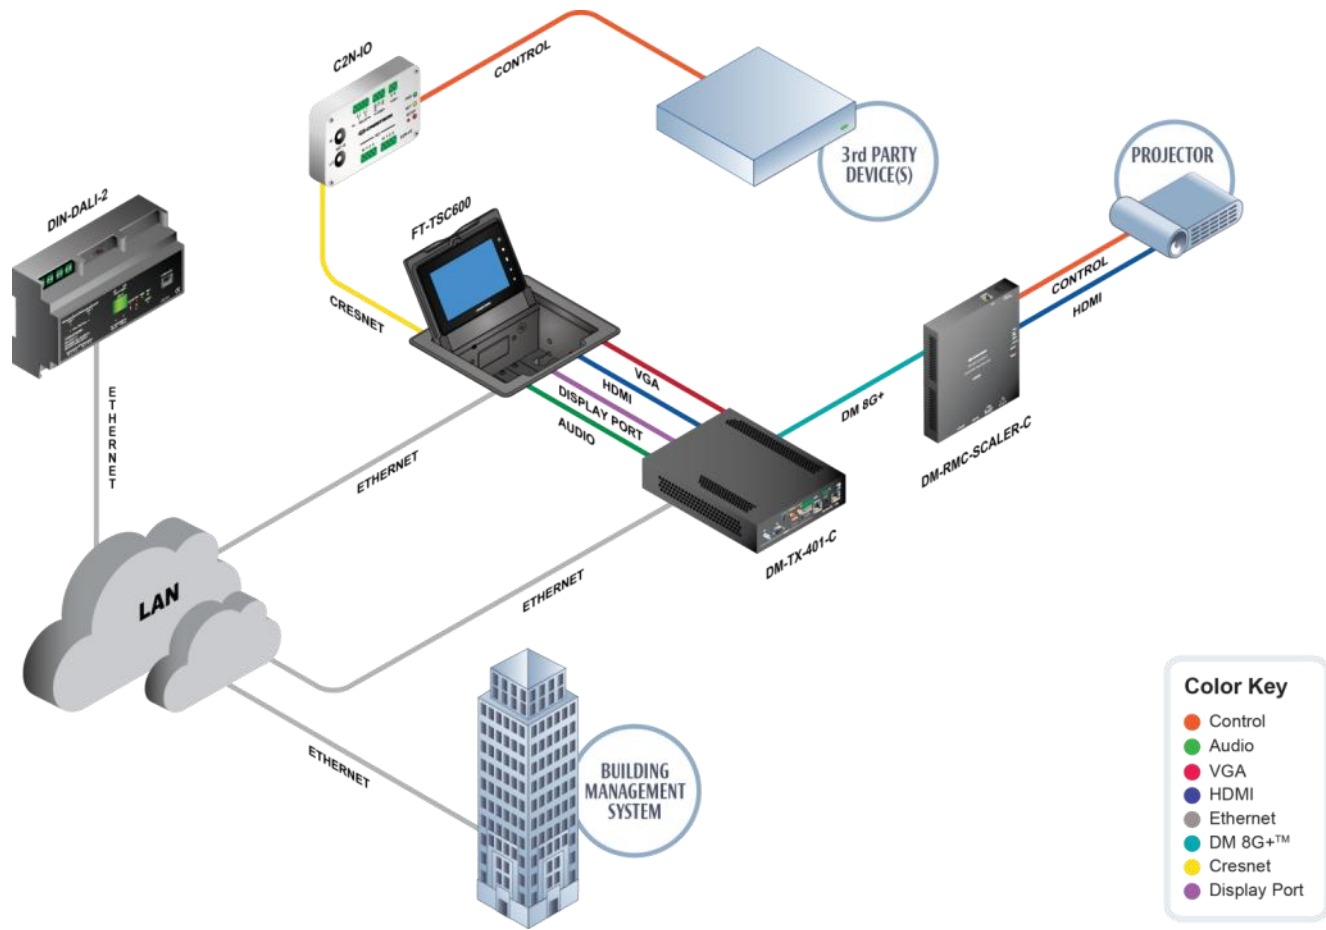 C2N-IO
CONTROL
3rd PARTY
DEVICE(S)
PROJECTOR
DIN-DALI-2
FT-TSC600
CRESNET
CONTROL
HDMI
VGA
HDMI
DISPLAY PORT
AUDIO
DM 8G+
DM-RMC-SCALER-C
ETHERNET
ETHERNET
DM-TX-401-C
LAN
ETHERNET
ETHERNET
BUILDING
MANAGEMENT
SYSTEM
Color Key
Control
Audio
VGA
HDMI
Ethernet
DM 8G+™
Cresnet
Display Port